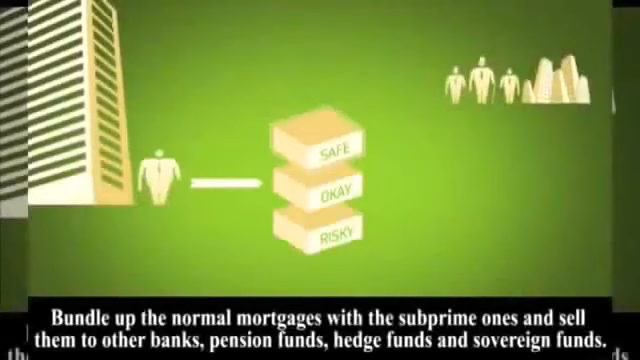 SAFE
OKAY
RISKY
Bundle up the normal mortgages with the subprime ones and sell
them to other banks, pension funds, hedge funds and sovereign funds.